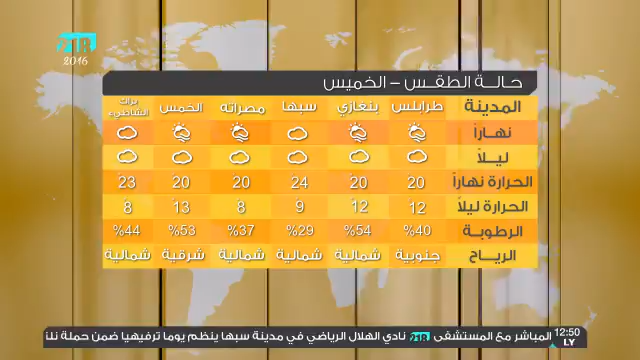 218
2016
حالة الطقس – الخميس
المدينة طرابلس بنغازي سبها مصراته الخمس براك الشاطيء
نهاراً
ليلاً
الحرارة نهاراً 20 20 24 20 20 23
الحرارة ليلاً 12 12 9 8 13 8
الرطوبة %40 %54 %29 %37 %53 %44
الرياح جنوبية شمالية شمالية شمالية شرقية شمالية
12:50
LY
المباشر مع المستشفى 218 نادي الهلال الرياضي في مدينة سبها ينظم يوما ترفيهيا ضمن حملة